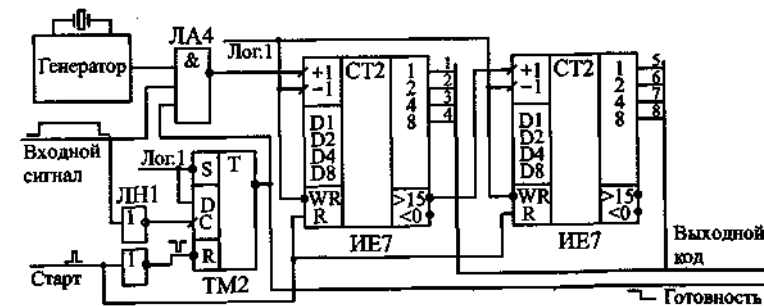 Генератор
ЛА4
&
Лог.1
Входной
сигнал
Лог.1
ЛН1
1
1
Старт
S
T
D
C
R
ТМ2
+1
-1
CT2
1
2
4
8
1
2
3
4
D1
D2
D4
D8
WR
R
>15
<0
ИЕ7
+1
-1
CT2
1
2
4
8
5
6
7
8
D1
D2
D4
D8
WR
R
>15
<0
ИЕ7
Выходной
код
Готовность